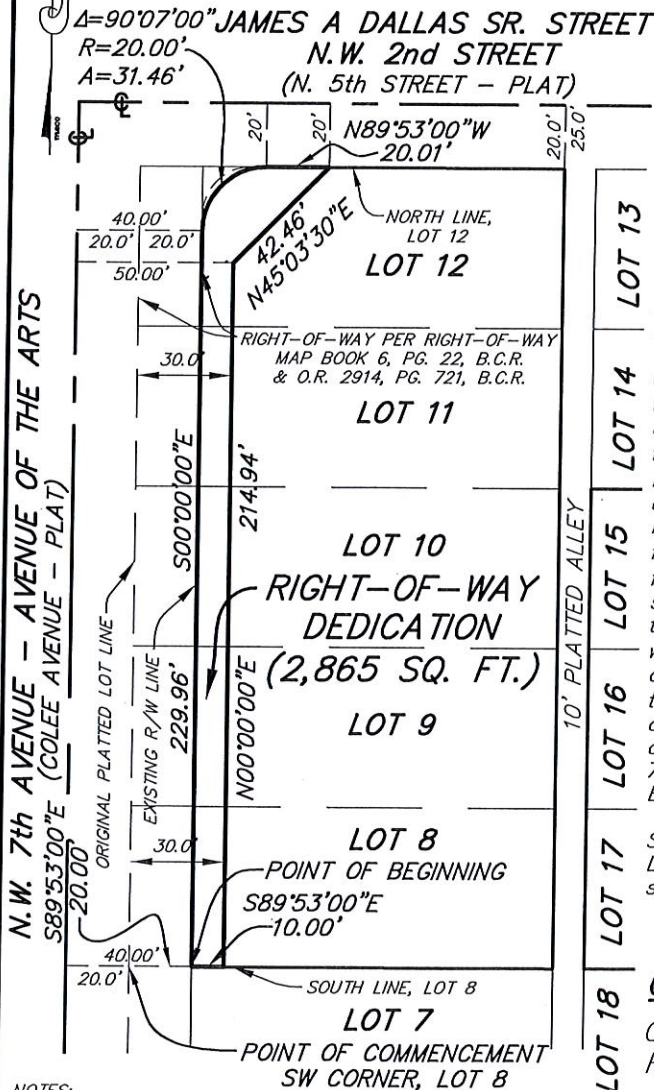 Δ=90°07'00"
R=20.00'
A=31.46'
JAMES A DALLAS SR. STREET
N.W. 2nd STREET
(N. 5th STREET - PLAT)
20'
20'
20.0'
25.0'
N89°53'00"W
20.01'
NORTH LINE,
LOT 12
40.00'
20.0' 20.0'
50.00'
42.46'
N45°03'30"E
LOT 12
LOT 13
RIGHT-OF-WAY PER RIGHT-OF-WAY
MAP BOOK 6, PG. 22, B.C.R.
& O.R. 2914, PG. 721, B.C.R.
30.0'
LOT 11
LOT 14
N.W. 7th AVENUE - AVENUE OF THE ARTS
(COLEE AVENUE - PLAT)
S00°00'00"E
229.96'
214.94'
N00°00'00"E
LOT 10
LOT 15
RIGHT-OF-WAY
DEDICATION
(2,865 SQ. FT.)
ORIGINAL PLATTED LOT LINE
EXISTING R/W LINE
10' PLATTED ALLEY
LOT 9
LOT 16
30.0'
LOT 8
LOT 17
POINT OF BEGINNING
S89°53'00"E
10.00'
S89°53'00"E
20.00'
40.00'
20.0'
SOUTH LINE, LOT 8
LOT 7
LOT 18
POINT OF COMMENCEMENT
SW CORNER, LOT 8
NOTES: